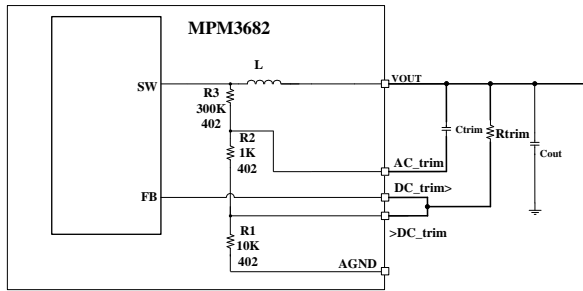 MPM3682
L
SW
VOUT
R3
300K
402
Ctrim
Rtrim
Cout
R2
1K
402
AC_trim
DC_trim>
FB
>DC_trim
R1
10K
402
AGND